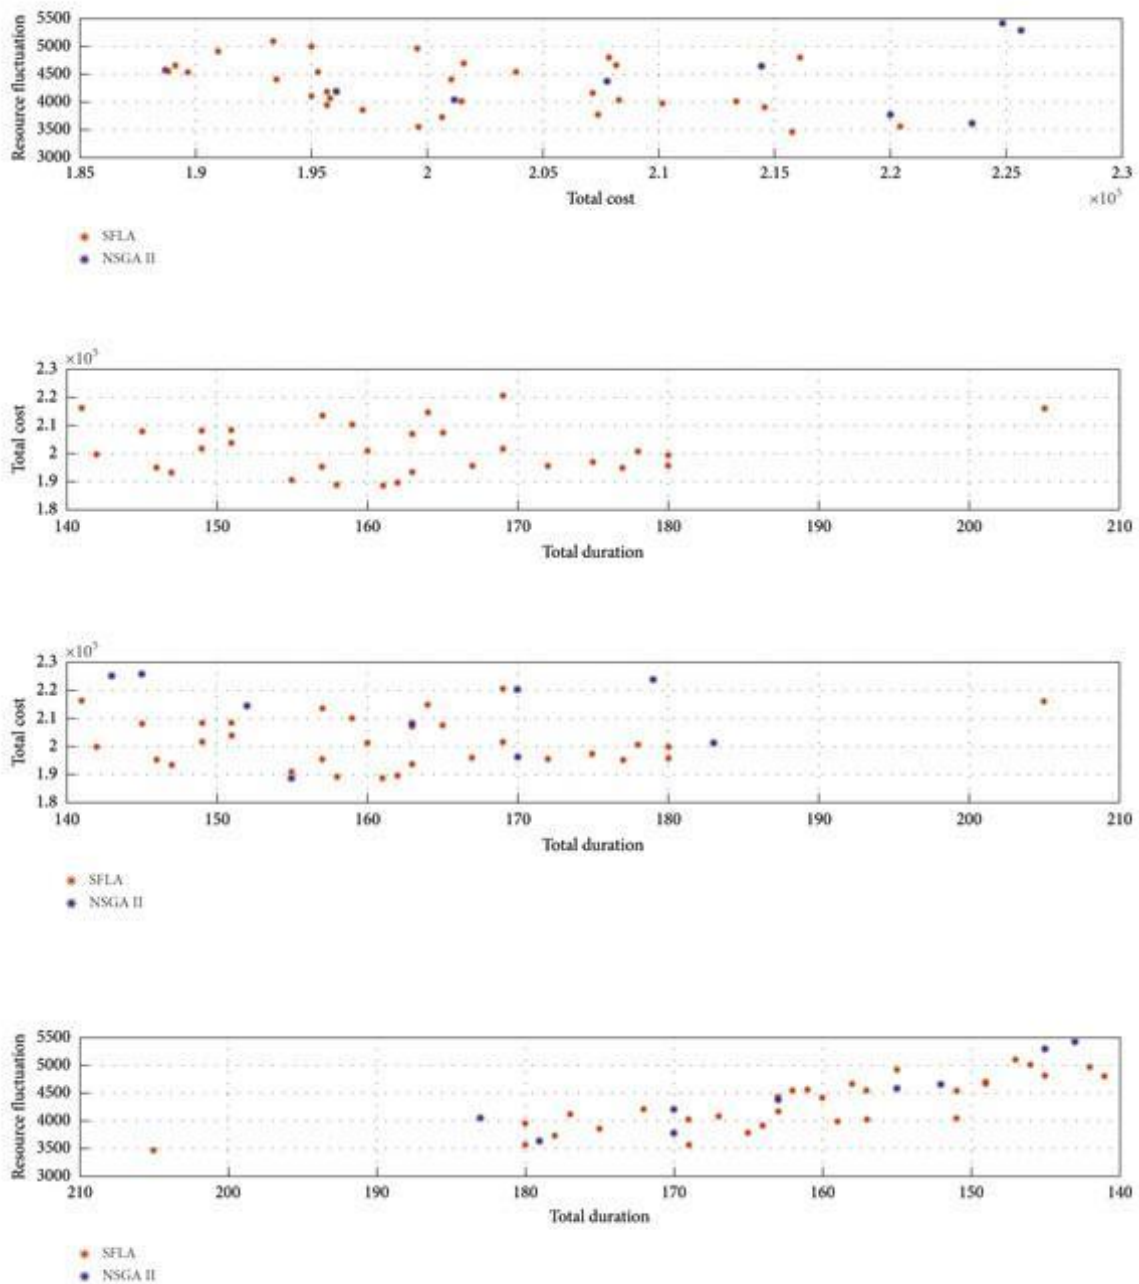 Resource fluctuation
5500
5000
4500
4000
3500
3000
1.85 1.9 1.95 2 2.05 2.1 2.15 2.2 2.25 2.3
Total cost
×10⁵
SFLA
NSGA II
×10⁵
Total cost
2.3
2.2
2.1
2
1.9
1.8
140 150 160 170 180 190 200 210
Total duration
×10⁵
Total cost
2.3
2.2
2.1
2
1.9
1.8
140 150 160 170 180 190 200 210
Total duration
SFLA
NSGA II
Resource fluctuation
5500
5000
4500
4000
3500
3000
210 200 190 180 170 160 150 140
Total duration
SFLA
NSGA II